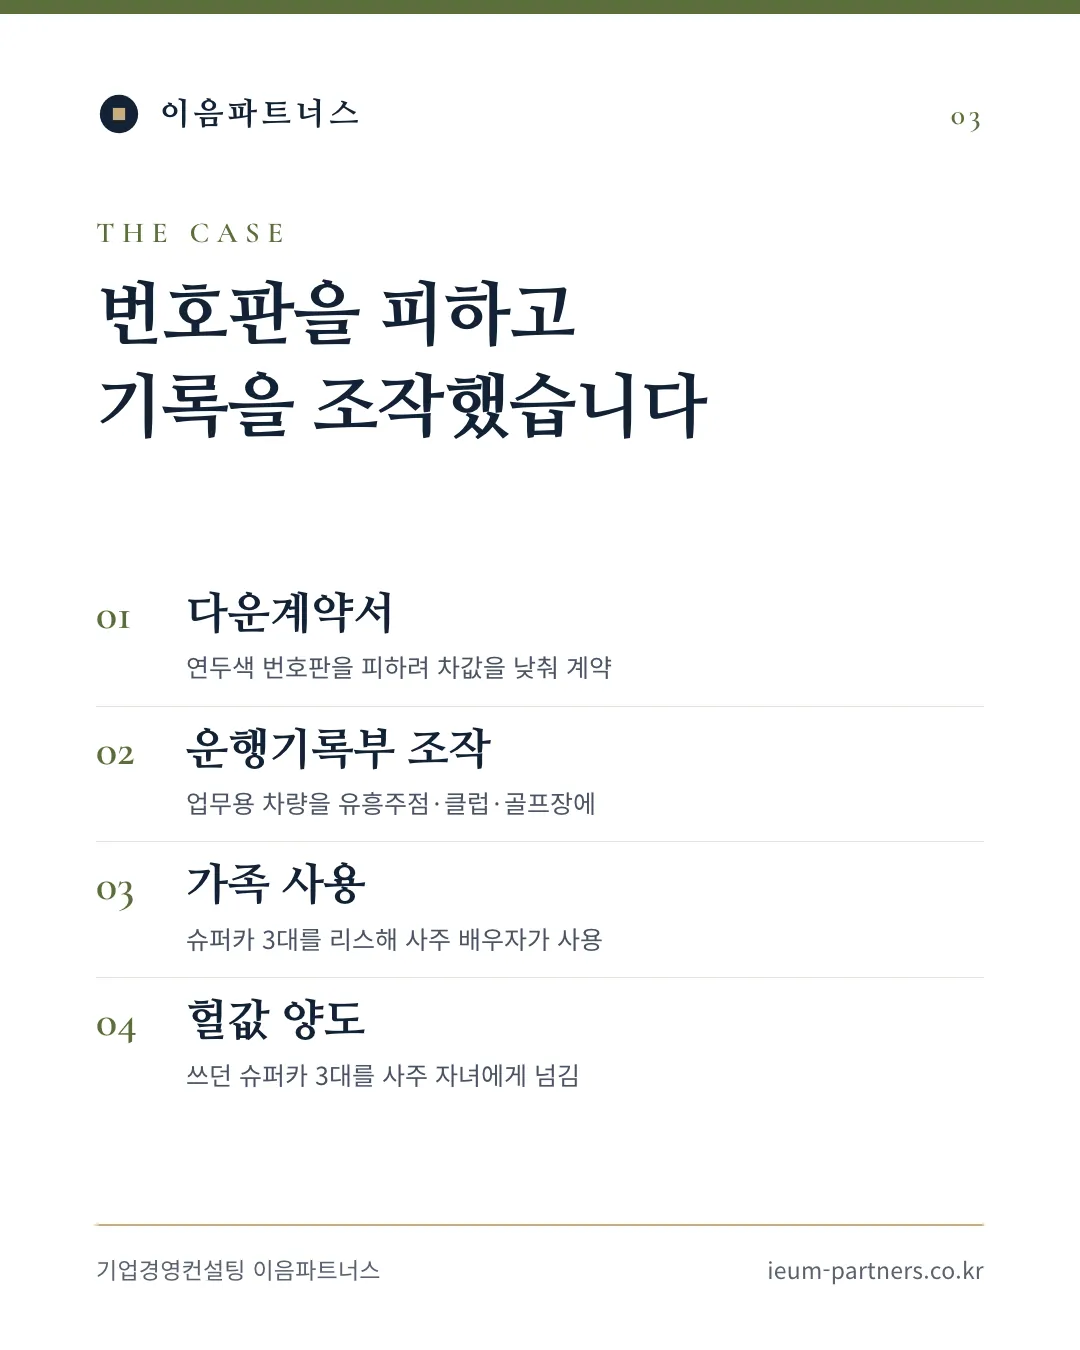 이음파트너스
03
THE CASE
번호판을 피하고
기록을 조작했습니다
01
다운계약서
연두색 번호판을 피하려 차값을 낮춰 계약
02
운행기록부 조작
업무용 차량을 유흥주점·클럽·골프장에
03
가족 사용
슈퍼카 3대를 리스해 사주 배우자가 사용
04
헐값 양도
쓰던 슈퍼카 3대를 사주 자녀에게 넘김
기업경영컨설팅 이음파트너스
ieum-partners.co.kr